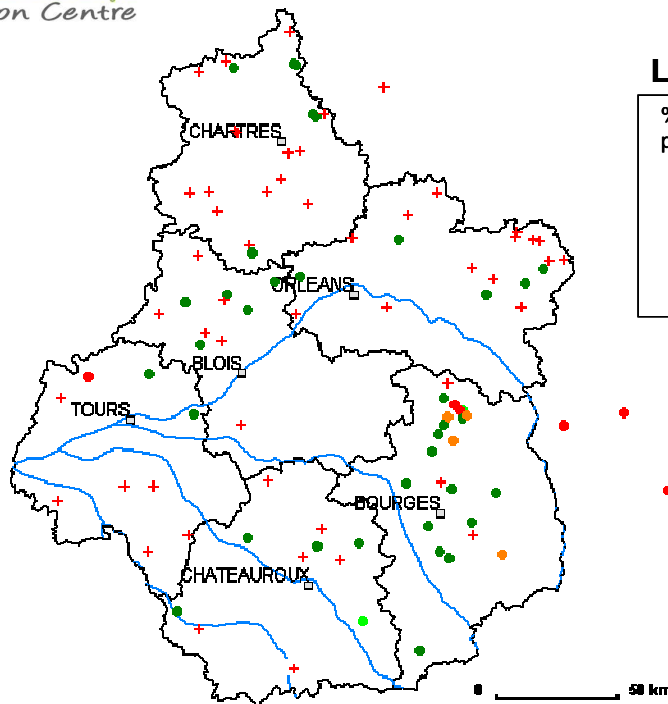 on Centre
L
%
p
CHARTRES
ORLEANS
BLOIS
TOURS
BOURGES
CHATEAUROUX
0 50 km